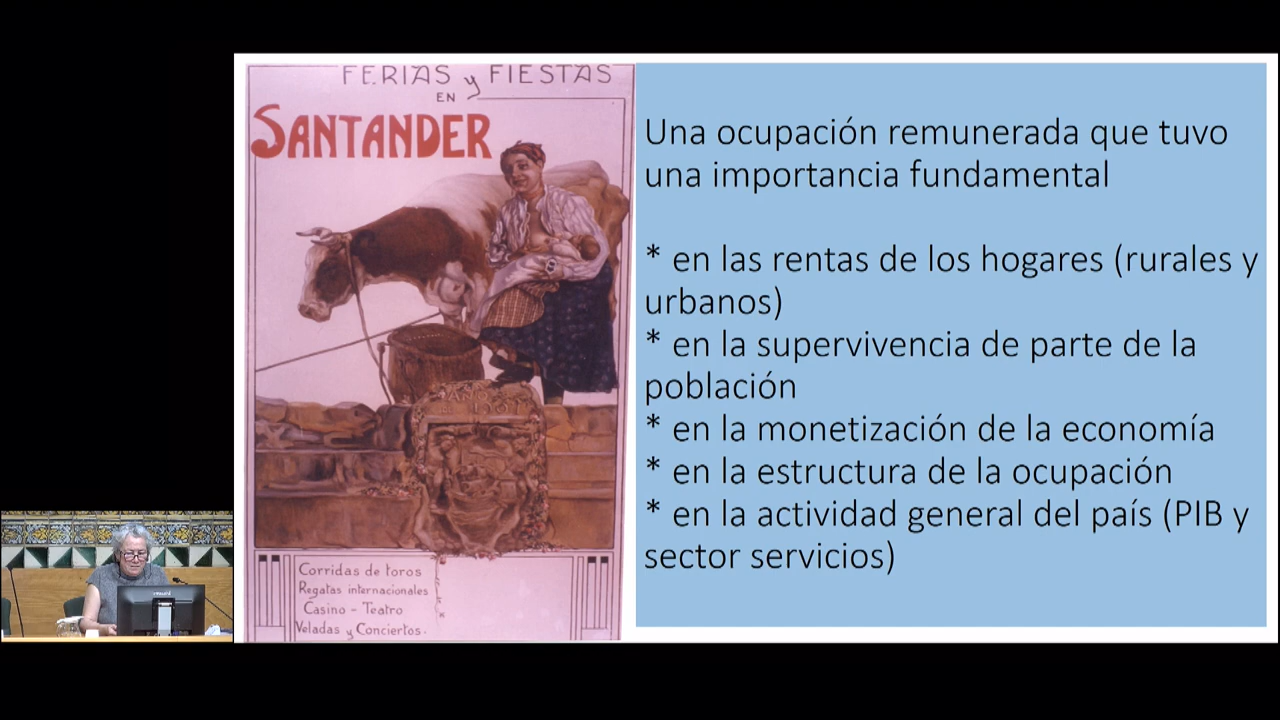 FERIAS y FIESTAS
EN
SANTANDER
AÑO
1907
Corridas de toros
Regatas internacionales
Casino - Teatro
Veladas y Conciertos.
Una ocupación remunerada que tuvo
una importancia fundamental
* en las rentas de los hogares (rurales y
urbanos)
* en la supervivencia de parte de la
población
* en la monetización de la economía
* en la estructura de la ocupación
* en la actividad general del país (PIB y
sector servicios)